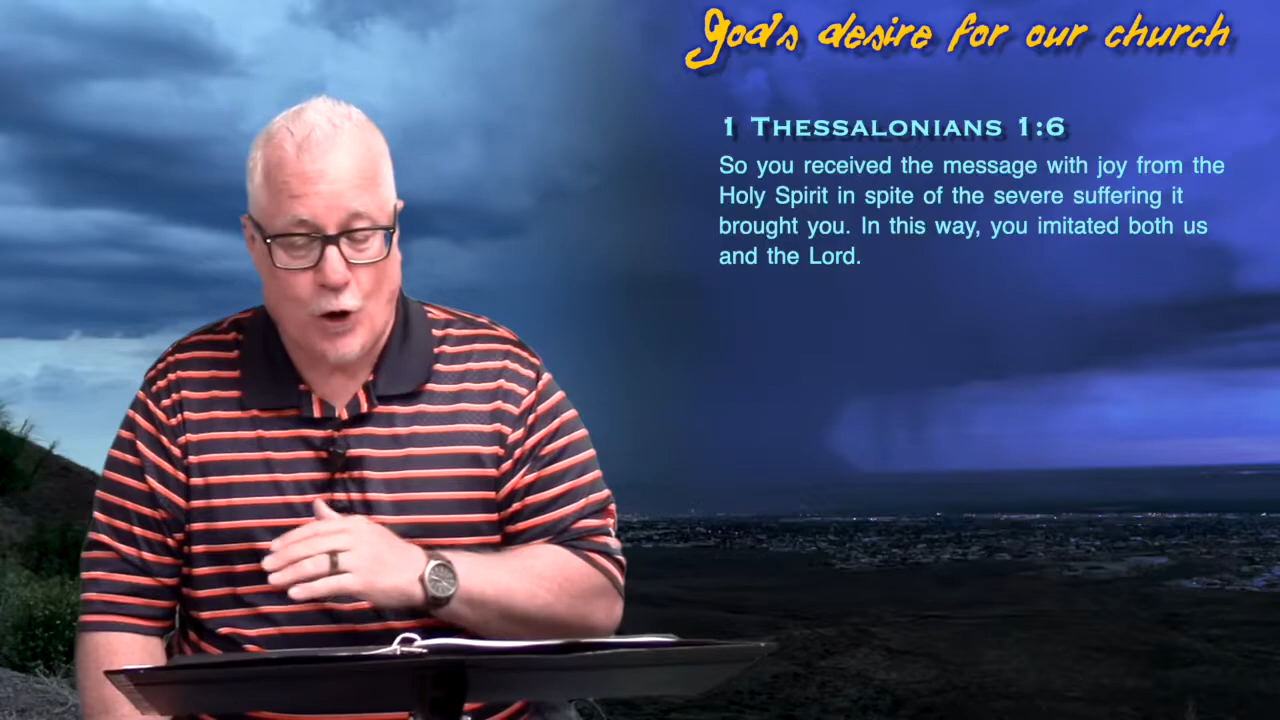 God's desire for our church
1 Thessalonians 1:6
So you received the message with joy from the
Holy Spirit in spite of the severe suffering it
brought you. In this way, you imitated both us
and the Lord.